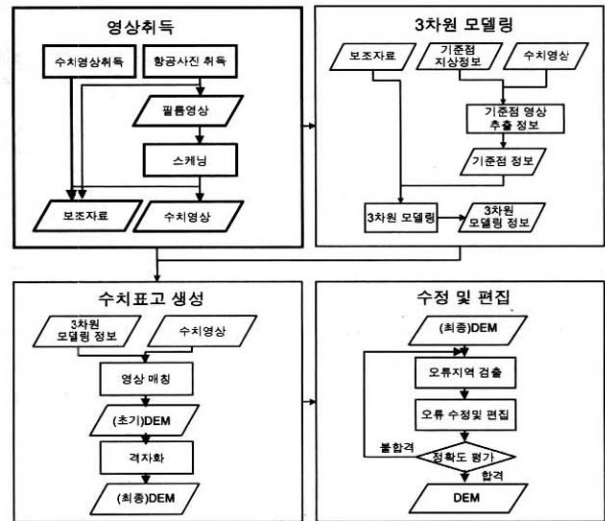 영상취득
수치영상취득
항공사진 취득
필름영상
스케닝
보조자료
수치영상
3차원 모델링
보조자료
기준점
지상정보
수치영상
기준점 영상
추출 정보
기준점 정보
3차원 모델링
3차원
모델링 정보
수치표고 생성
3차원
모델링 정보
수치영상
영상 매칭
(초기)DEM
격자화
(최종)DEM
수정 및 편집
(최종)DEM
오류지역 검출
오류 수정및 편집
불합격
정확도 평가
합격
DEM